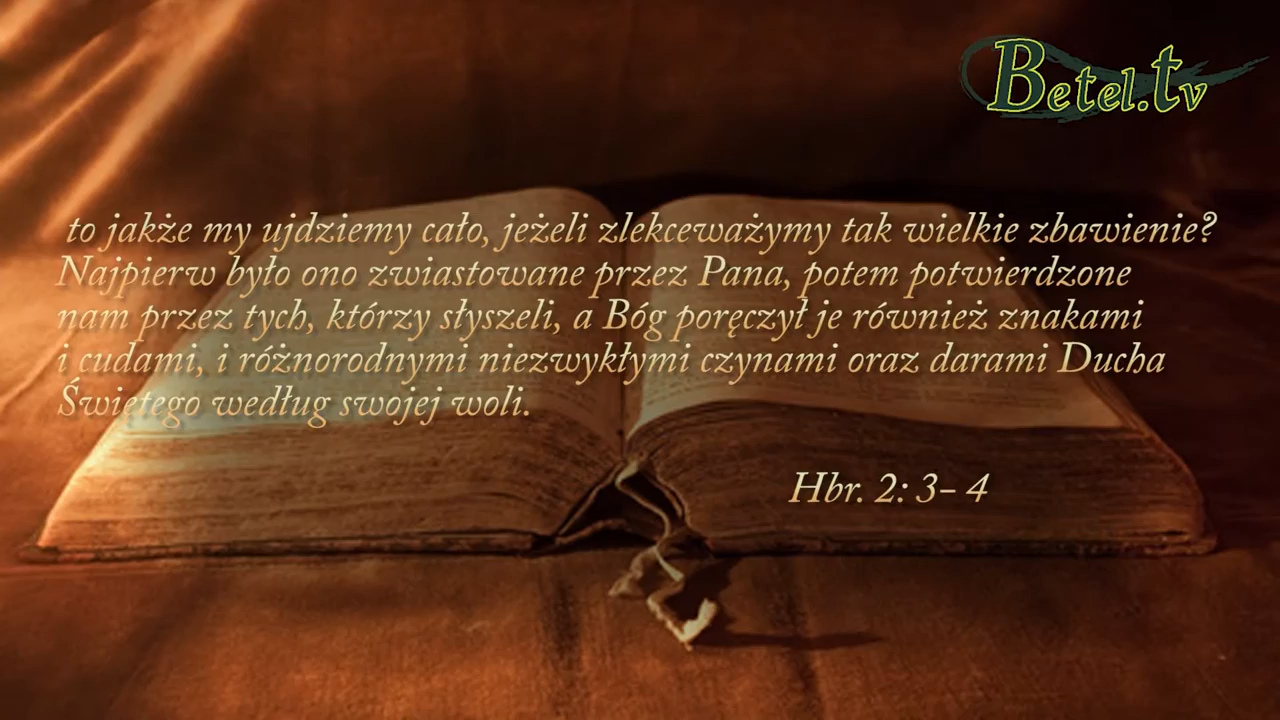 Betel.tv
to jakże my ujdziemy cało, jeżeli zlekceważymy tak wielkie zbawienie?
Najpierw było ono zwiastowane przez Pana, potem potwierdzone
nam przez tych, którzy słyszeli, a Bóg poręczył je również znakami
i cudami, i różnorodnymi niezwykłymi czynami oraz darami Ducha
Świętego według swojej woli.
Hbr. 2: 3- 4